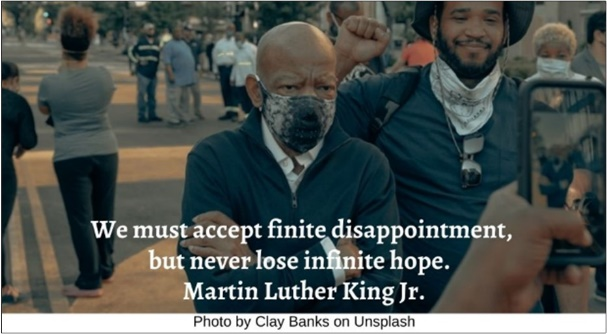 We must accept finite disappointment,
but never lose infinite hope.
Martin Luther King Jr.
Photo by Clay Banks on Unsplash